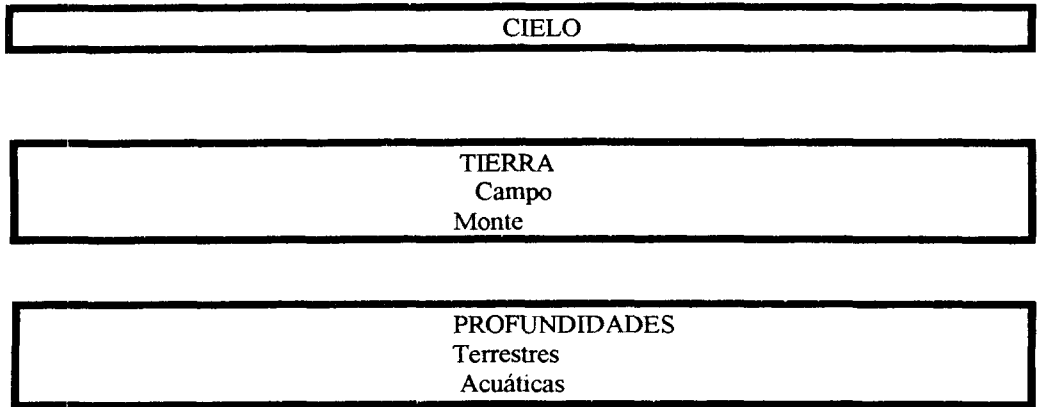 CIELO
TIERRA
Campo
Monte
PROFUNDIDADES
Terrestres
Acuáticas